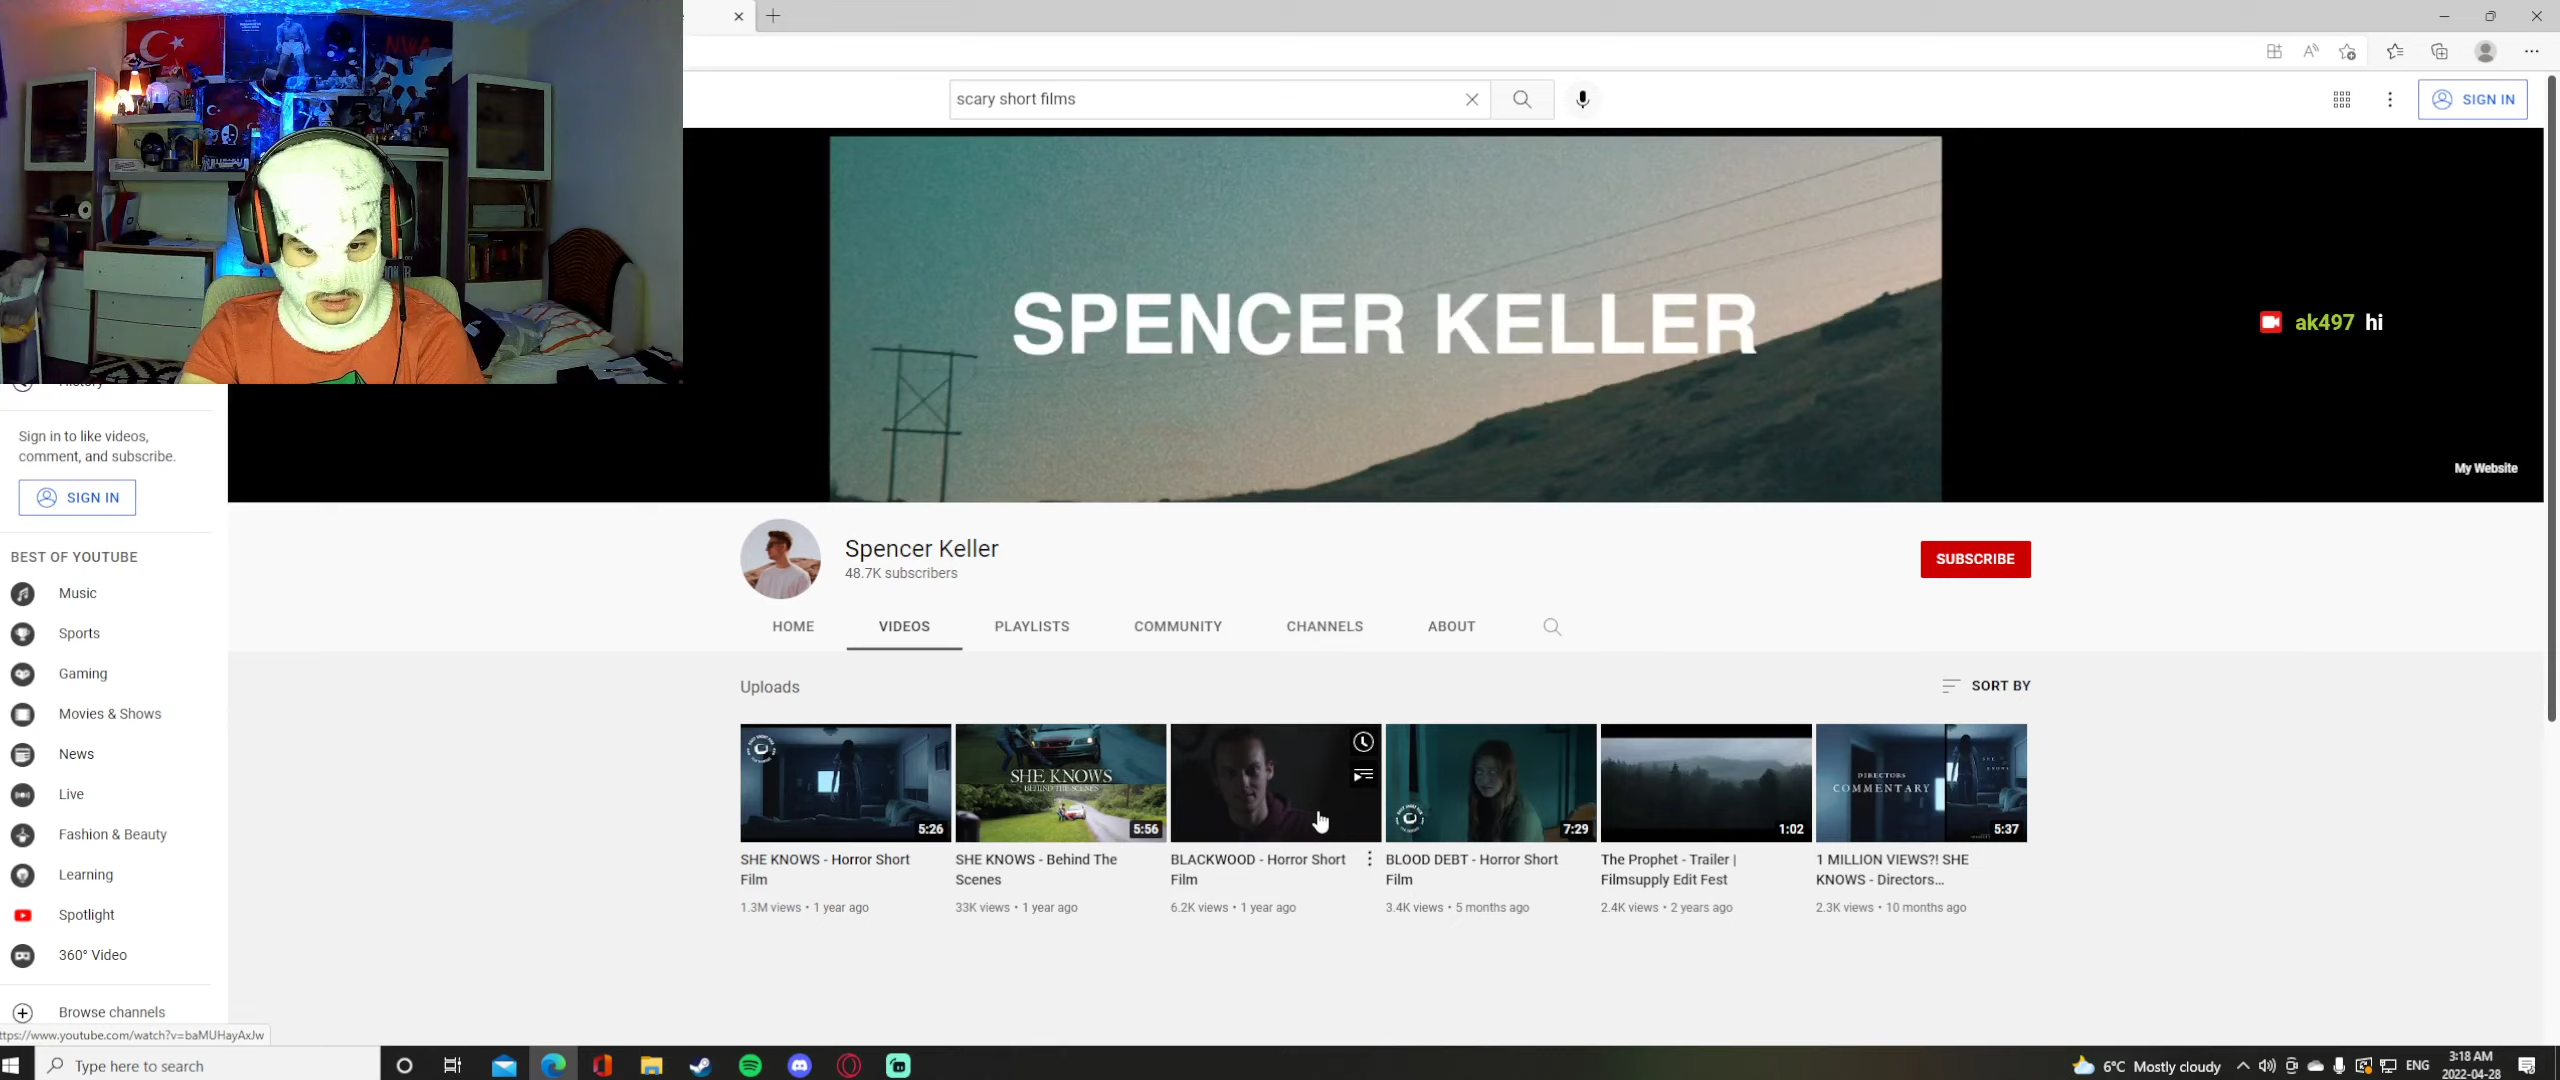 NWA
scary short films
SIGN IN
SPENCER KELLER
ak497 hi
My Website
History
Sign in to like videos,
comment, and subscribe.
SIGN IN
BEST OF YOUTUBE
Music
Sports
Gaming
Movies & Shows
News
Live
Fashion & Beauty
Learning
Spotlight
360° Video
Browse channels
Spencer Keller
48.7K subscribers
SUBSCRIBE
HOME VIDEOS PLAYLISTS COMMUNITY CHANNELS ABOUT
Uploads
SORT BY
5:26
SHE KNOWS
BEHIND THE SCENES
5:56
7:29
1:02
DIRECTORS
COMMENTARY
SHE
KNOWS
5:37
SHE KNOWS - Horror Short
Film
1.3M views • 1 year ago
SHE KNOWS - Behind The
Scenes
33K views • 1 year ago
BLACKWOOD - Horror Short
Film
6.2K views • 1 year ago
BLOOD DEBT - Horror Short
Film
3.4K views • 5 months ago
The Prophet - Trailer |
Filmsupply Edit Fest
2.4K views • 2 years ago
1 MILLION VIEWS?! SHE
KNOWS - Directors...
2.3K views • 10 months ago
ttps://www.youtube.com/watch?v=baMUHayAxJw
Type here to search
6°C Mostly cloudy
ENG
3:18 AM
2022-04-28